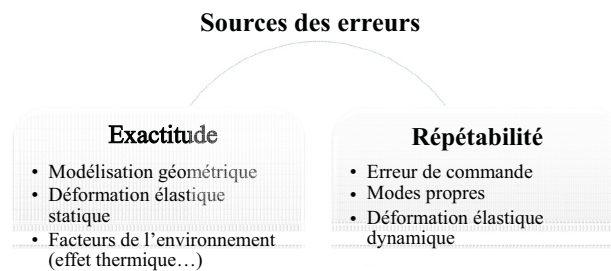 Sources des erreurs
Exactitude
• Modélisation géométrique
• Déformation élastique
statique
• Facteurs de l'environnement
(effet thermique…)
Répétabilité
• Erreur de commande
• Modes propres
• Déformation élastique
dynamique